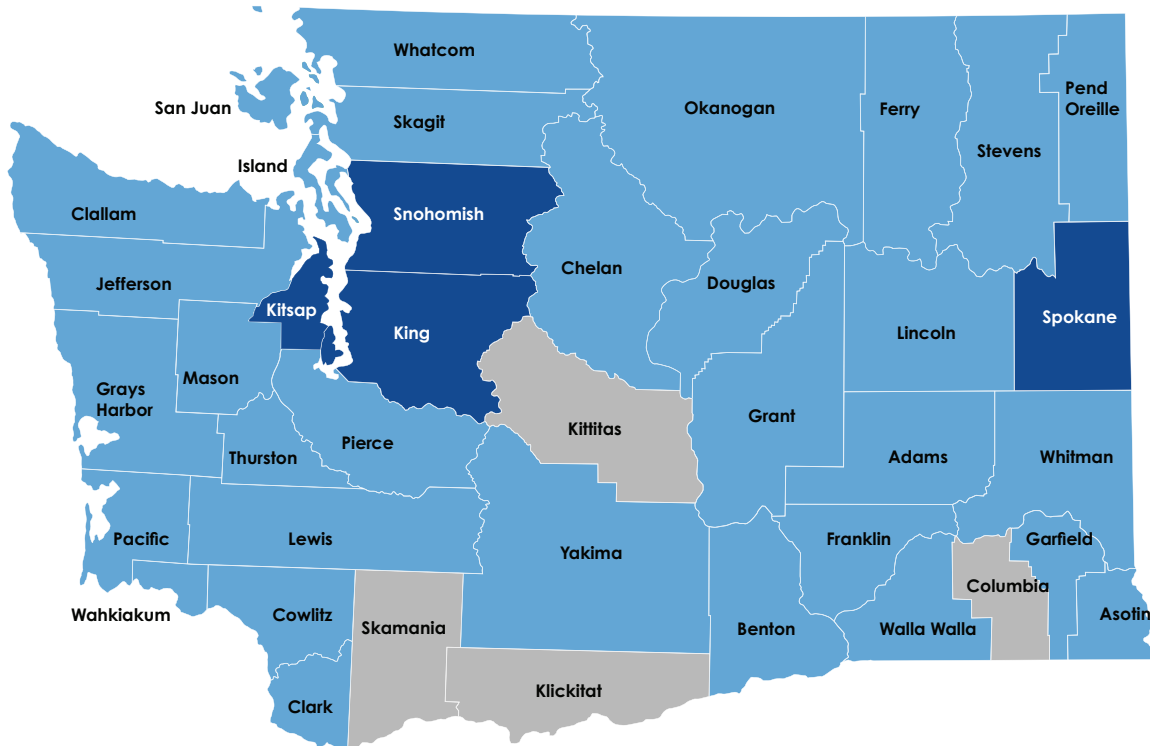 Whatcom
San Juan
Skagit
Okanogan
Ferry
Pend
Oreille
Stevens
Island
Clallam
Snohomish
Chelan
Jefferson
Douglas
Kitsap
King
Lincoln
Spokane
Mason
Grays
Harbor
Kittitas
Grant
Pierce
Thurston
Adams
Whitman
Pacific
Lewis
Yakima
Franklin
Garfield
Columbia
Wahkiakum
Cowlitz
Skamania
Benton
Walla Walla
Asotin
Klickitat
Clark